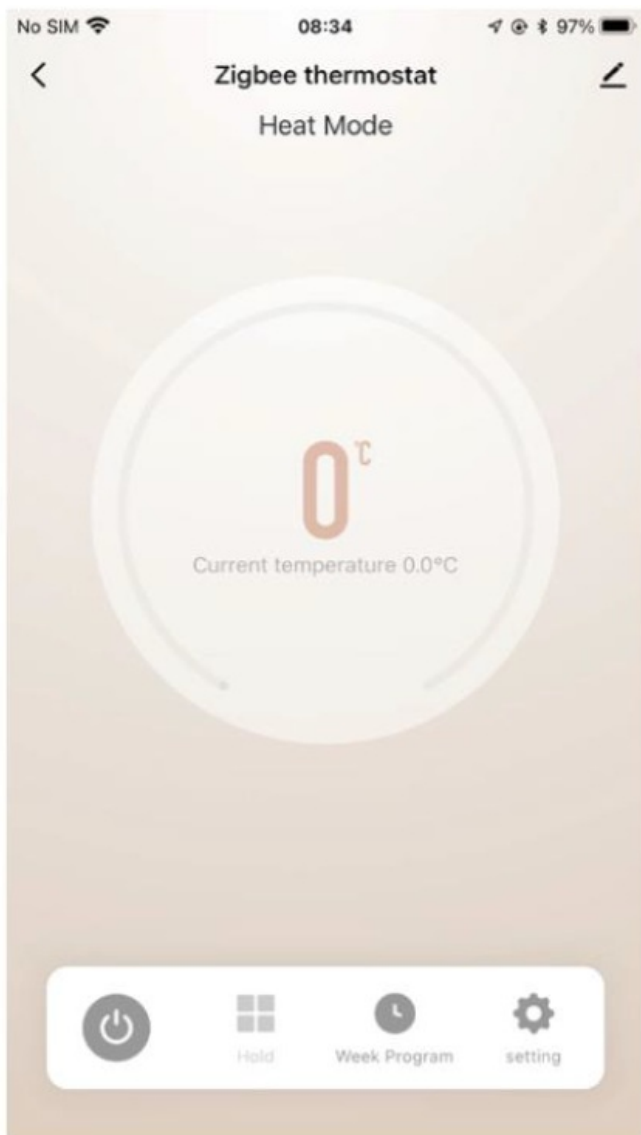 No SIM 08:34 97%
Zigbee thermostat
Heat Mode
0℃
Current temperature 0.0°C
Hold Week Program setting